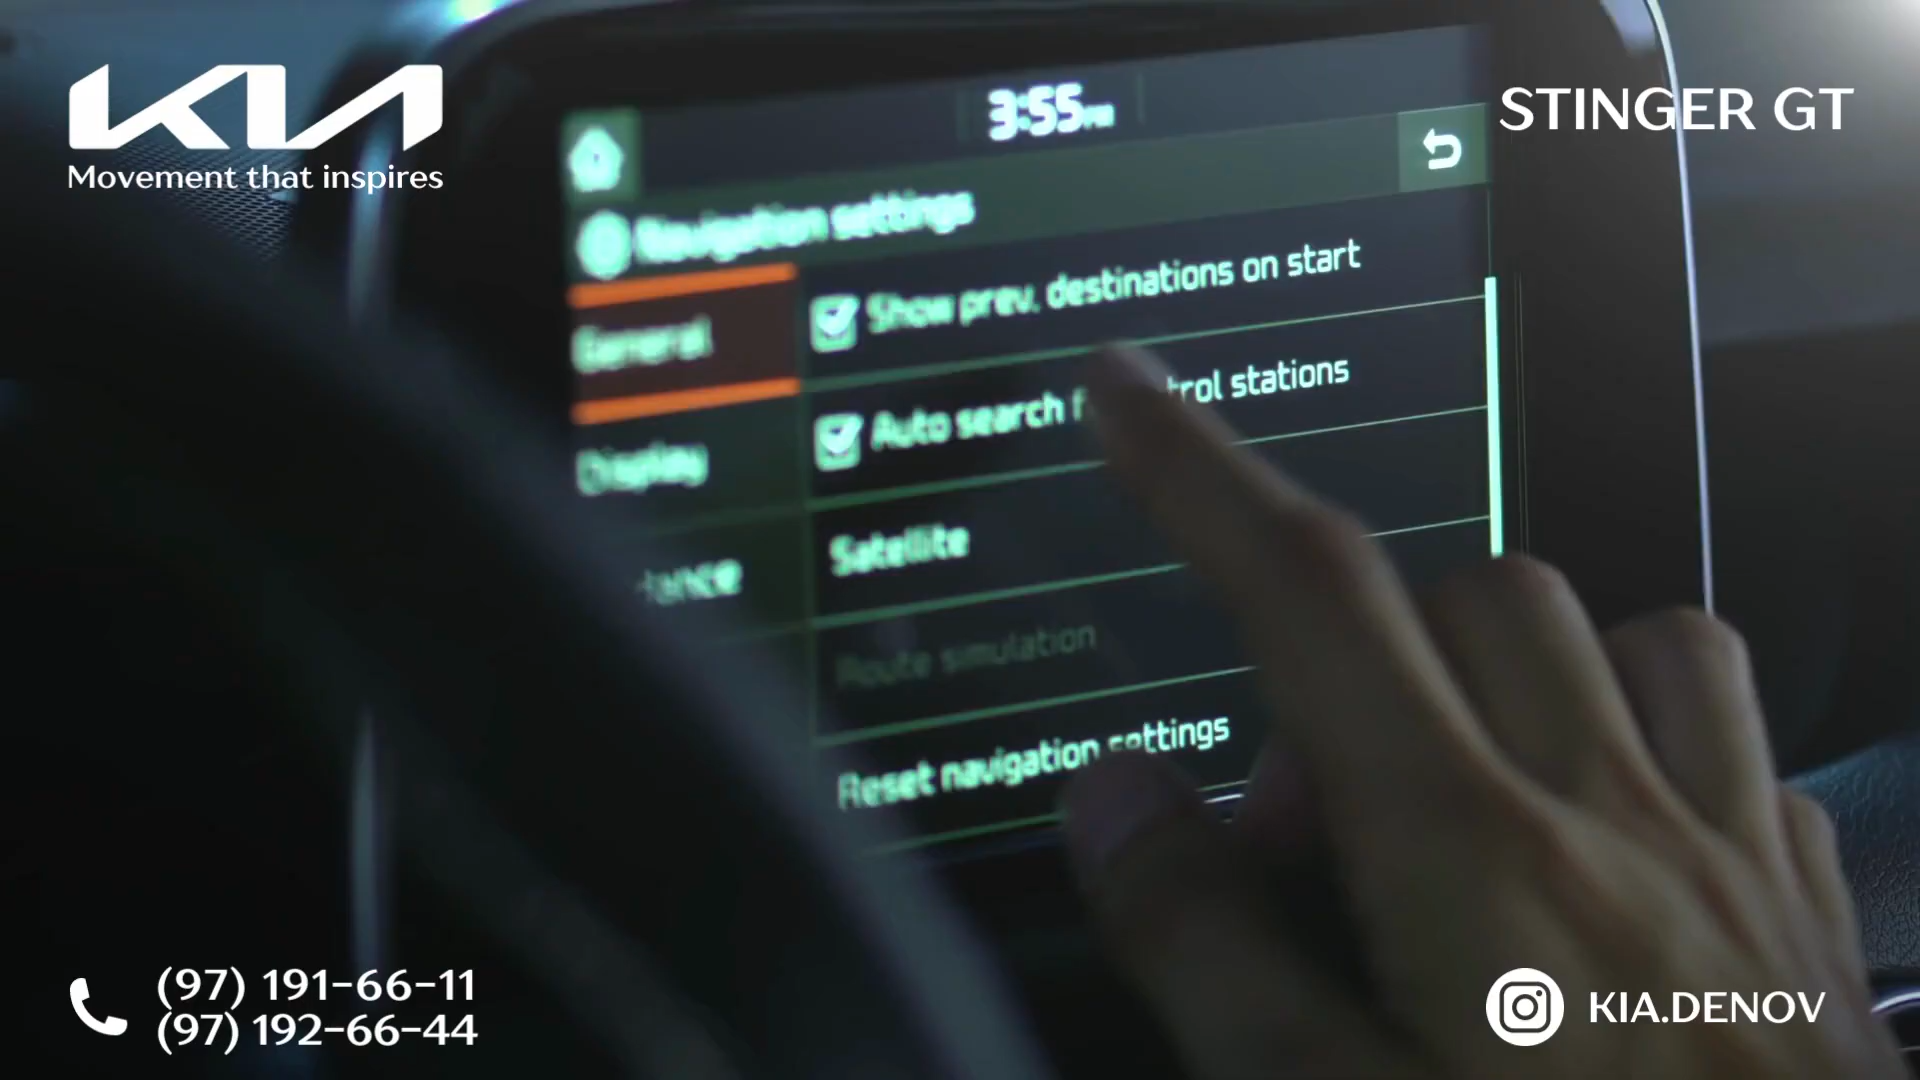 KIA
Movement that inspires
STINGER GT
3:55 PM
Navigation settings
General
Show prev. destinations on start
Auto search
stations
Display
Satellite
Route simulation
Reset navigation settings
(97) 191-66-11
(97) 192-66-44
KIA.DENOV